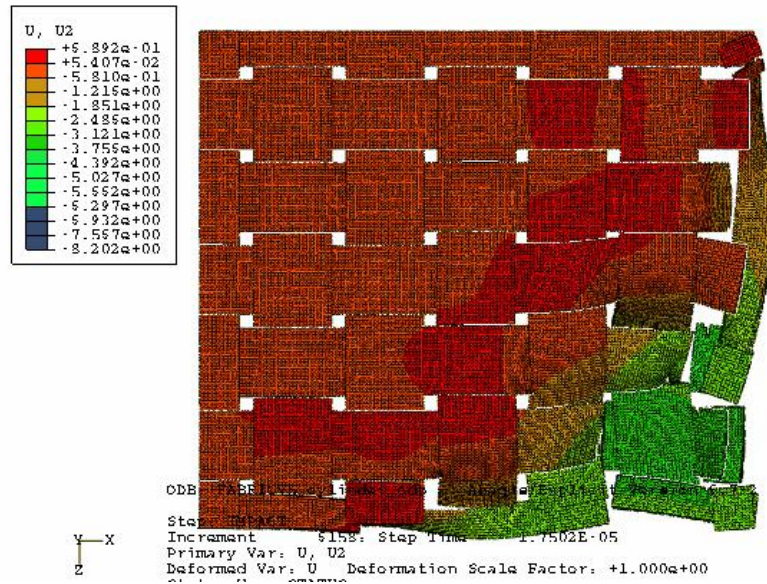 U, U2
+6.892e-01
+5.407e-02
-5.810e-01
-1.216e+00
-1.851e+00
-2.486e+00
-3.121e+00
-3.756e+00
-4.392e+00
-5.027e+00
-5.662e+00
-6.297e+00
-6.932e+00
-7.567e+00
-8.202e+00
ODB:
Y X
Z
Step: IMPACT
Increment 6158: Step Time 1.7502E-05
Primary Var: U, U2
Deformed Var: U Deformation Scale Factor: +1.000e+00